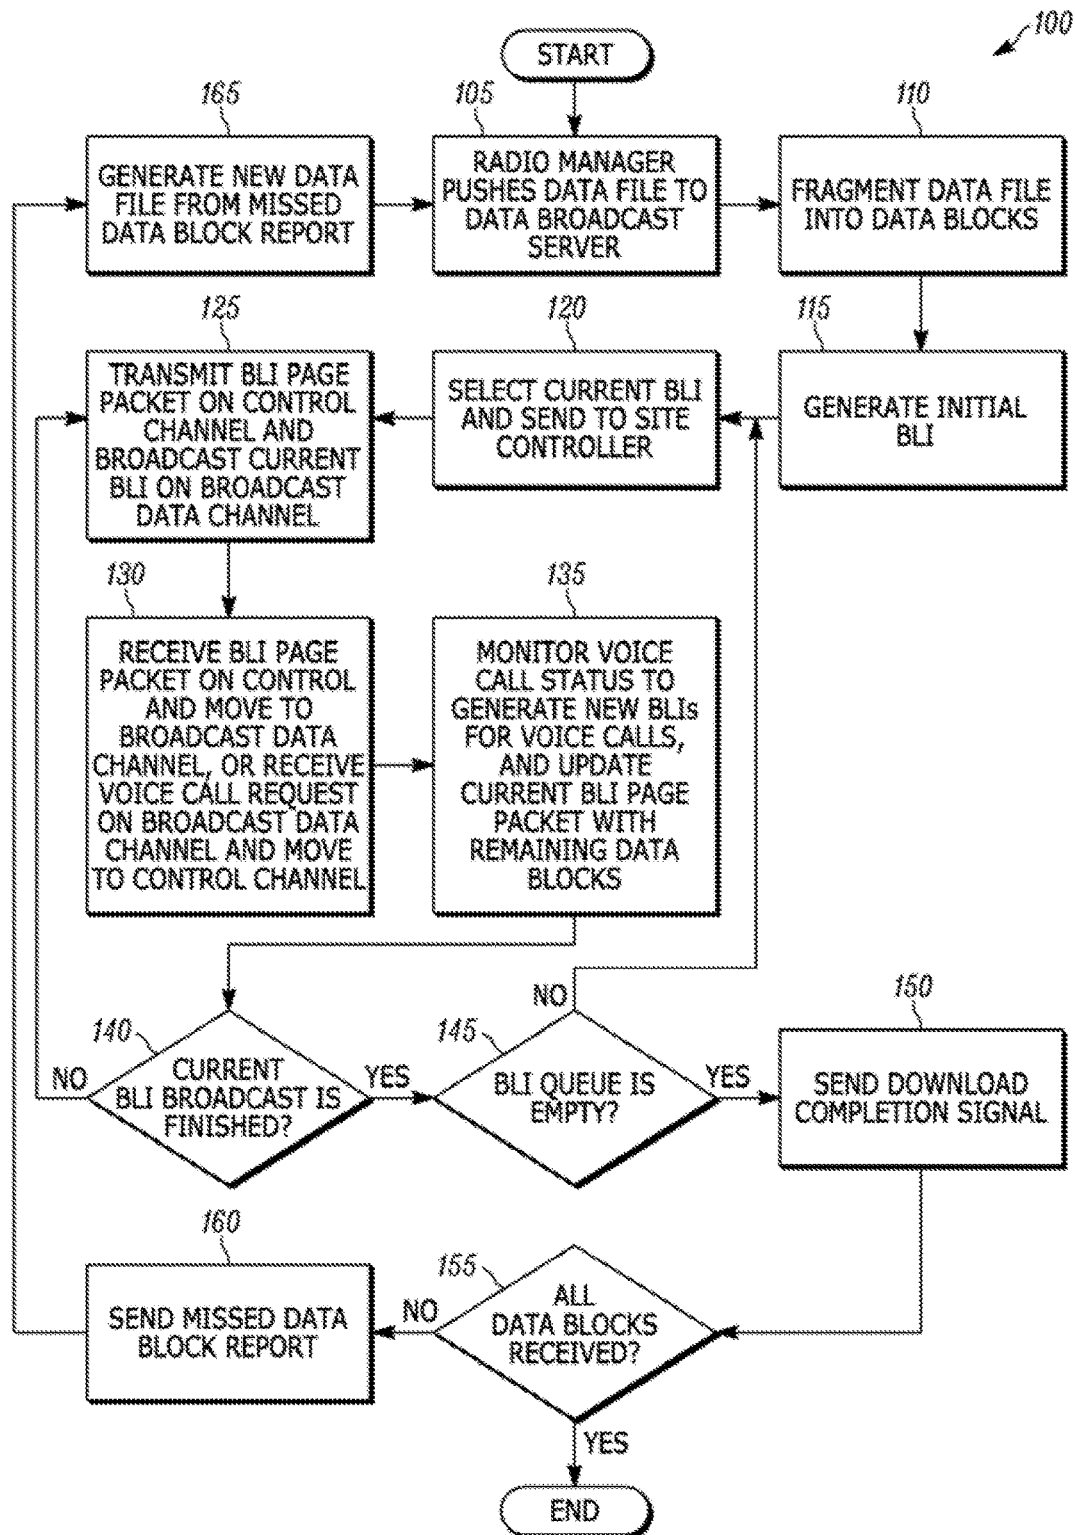 100
START
165
GENERATE NEW DATA
FILE FROM MISSED
DATA BLOCK REPORT
105
RADIO MANAGER
PUSHES DATA FILE TO
DATA BROADCAST
SERVER
110
FRAGMENT DATA FILE
INTO DATA BLOCKS
125
TRANSMIT BLI PAGE
PACKET ON CONTROL
CHANNEL AND
BROADCAST CURRENT
BLI ON BROADCAST
DATA CHANNEL
120
SELECT CURRENT BLI
AND SEND TO SITE
CONTROLLER
115
GENERATE INITIAL
BLI
130
RECEIVE BLI PAGE
PACKET ON CONTROL
AND MOVE TO
BROADCAST DATA
CHANNEL, OR RECEIVE
VOICE CALL REQUEST
ON BROADCAST DATA
CHANNEL AND MOVE
TO CONTROL CHANNEL
135
MONITOR VOICE
CALL STATUS TO
GENERATE NEW BLIs
FOR VOICE CALLS,
AND UPDATE
CURRENT BLI PAGE
PACKET WITH
REMAINING DATA
BLOCKS
140
NO
CURRENT
BLI BROADCAST IS
FINISHED?
YES
145
NO
BLI QUEUE IS
EMPTY?
YES
150
SEND DOWNLOAD
COMPLETION SIGNAL
160
SEND MISSED DATA
BLOCK REPORT
155
NO
ALL
DATA BLOCKS
RECEIVED?
YES
END